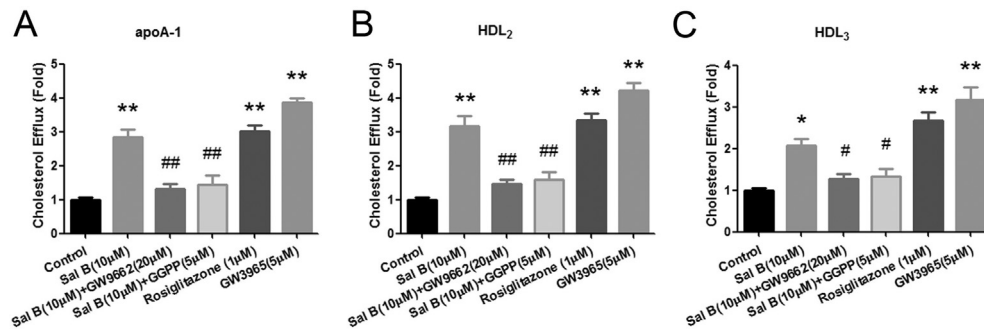 A
apoA-1
Cholesterol Efflux (Fold)
5
4
3
2
1
0
**
##
##
**
**
Control
Sal B(10μM)
Sal B(10μM)+GW9662(20μM)
Sal B(10μM)+GGPP(5μM)
Rosiglitazone (1μM)
GW3965(5μM)
B
HDL2
Cholesterol Efflux (Fold)
5
4
3
2
1
0
**
##
##
**
**
Control
Sal B(10μM)
Sal B(10μM)+GW9662(20μM)
Sal B(10μM)+GGPP(5μM)
Rosiglitazone (1μM)
GW3965(5μM)
C
HDL3
Cholesterol Efflux (Fold)
4
3
2
1
0
*
#
#
**
**
Control
Sal B(10μM)
Sal B(10μM)+GW9662(20μM)
Sal B(10μM)+GGPP(5μM)
Rosiglitazone (1μM)
GW3965(5μM)